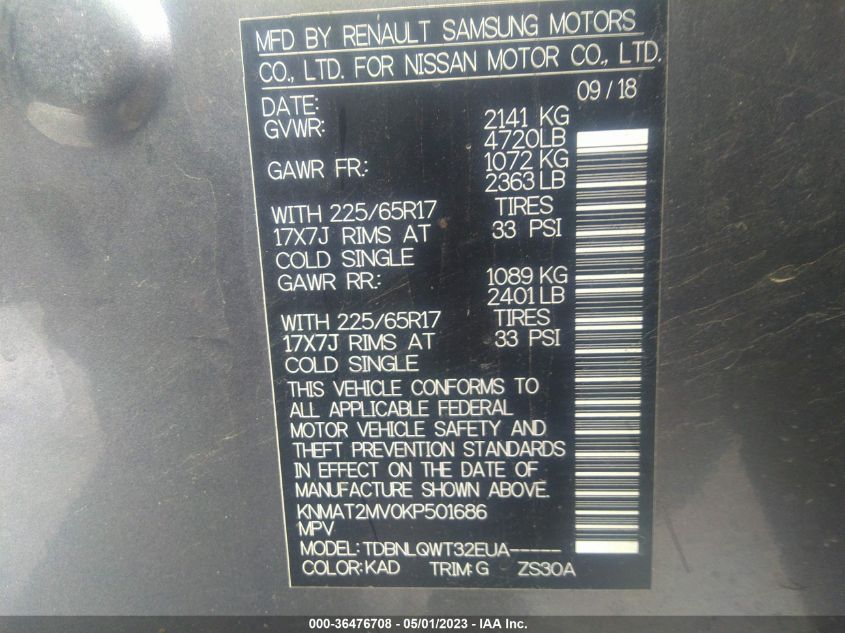 MFD BY RENAULT SAMSUNG MOTORS
CO., LTD. FOR NISSAN MOTOR CO., LTD.
DATE: 09 / 18
GVWR: 2141 KG
4720LB
GAWR FR.: 1072 KG
2363 LB
WITH 225/65R17 TIRES
17X7J RIMS AT 33 PSI
COLD SINGLE
GAWR RR.: 1089 KG
2401 LB
WITH 225/65R17 TIRES
17X7J RIMS AT 33 PSI
COLD SINGLE
THIS VEHICLE CONFORMS TO
ALL APPLICABLE FEDERAL
MOTOR VEHICLE SAFETY AND
THEFT PREVENTION STANDARDS
IN EFFECT ON THE DATE OF
MANUFACTURE SHOWN ABOVE.
KNMAT2MV0KP501686
MPV
MODEL: TDBNLQWT32EUA-----
COLOR: KAD TRIM: G ZS30A
000-36476708 - 05/01/2023 - IAA Inc.